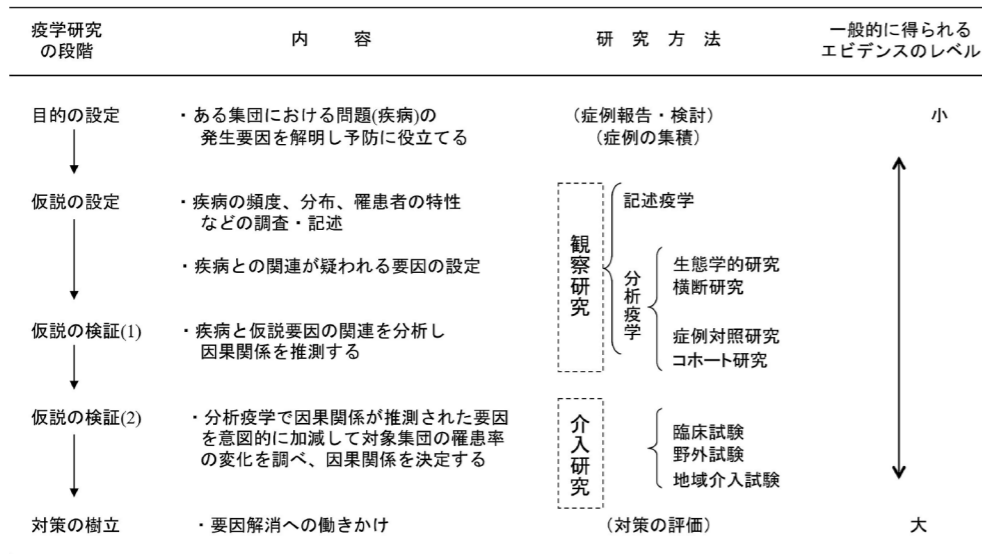 疫学研究
の段階
内　　容
研　究　方　法
一般的に得られる
エビデンスのレベル
目的の設定
・ある集団における問題(疾病)の
発生要因を解明し予防に役立てる
(症例報告・検討)
(症例の集積)
小
仮説の設定
・疾病の頻度、分布、罹患者の特性
などの調査・記述
・疾病との関連が疑われる要因の設定
観察研究
記述疫学
分析疫学
生態学的研究
横断研究
症例対照研究
コホート研究
仮説の検証(1)
・疾病と仮説要因の関連を分析し
因果関係を推測する
仮説の検証(2)
・分析疫学で因果関係が推測された要因
を意図的に加減して対象集団の罹患率
の変化を調べ、因果関係を決定する
介入研究
臨床試験
野外試験
地域介入試験
対策の樹立
・要因解消への働きかけ
(対策の評価)
大